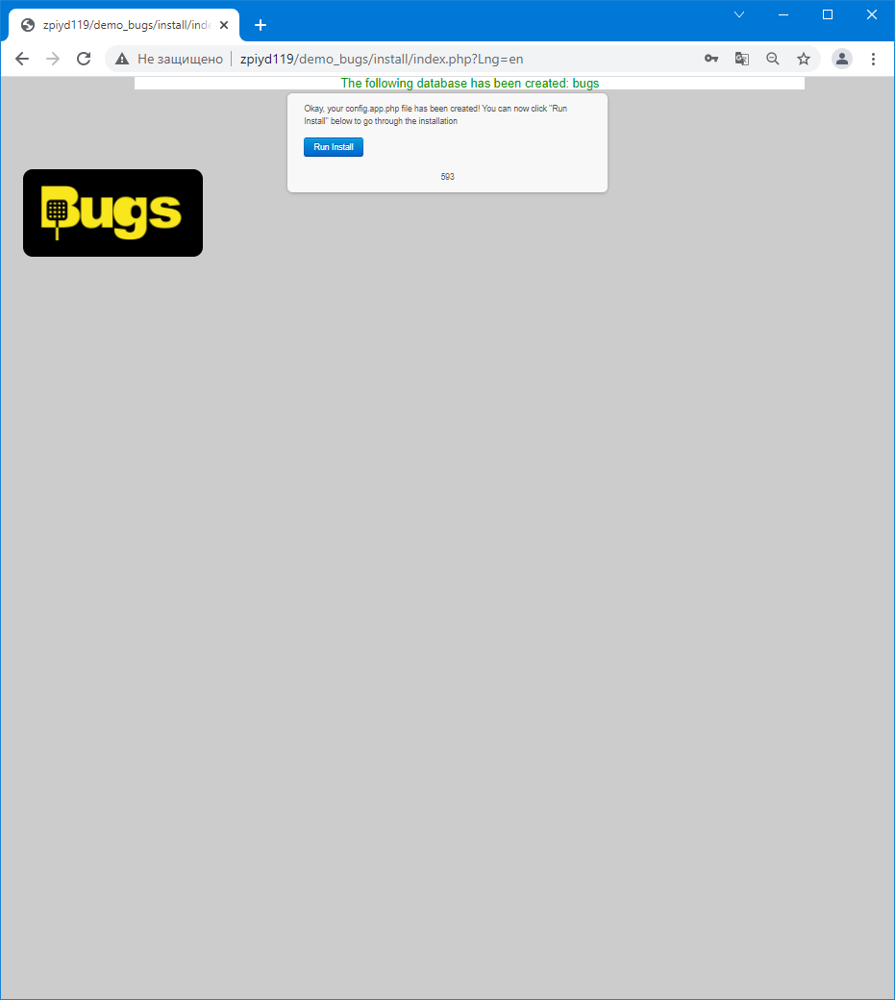 zpiyd119/demo_bugs/install/inde
Не защищено
zpiyd119/demo_bugs/install/index.php?Lng=en
The following database has been created: bugs
Okay, your config.app.php file has been created! You can now click "Run
Install" below to go through the installation
Run Install
593
Bugs